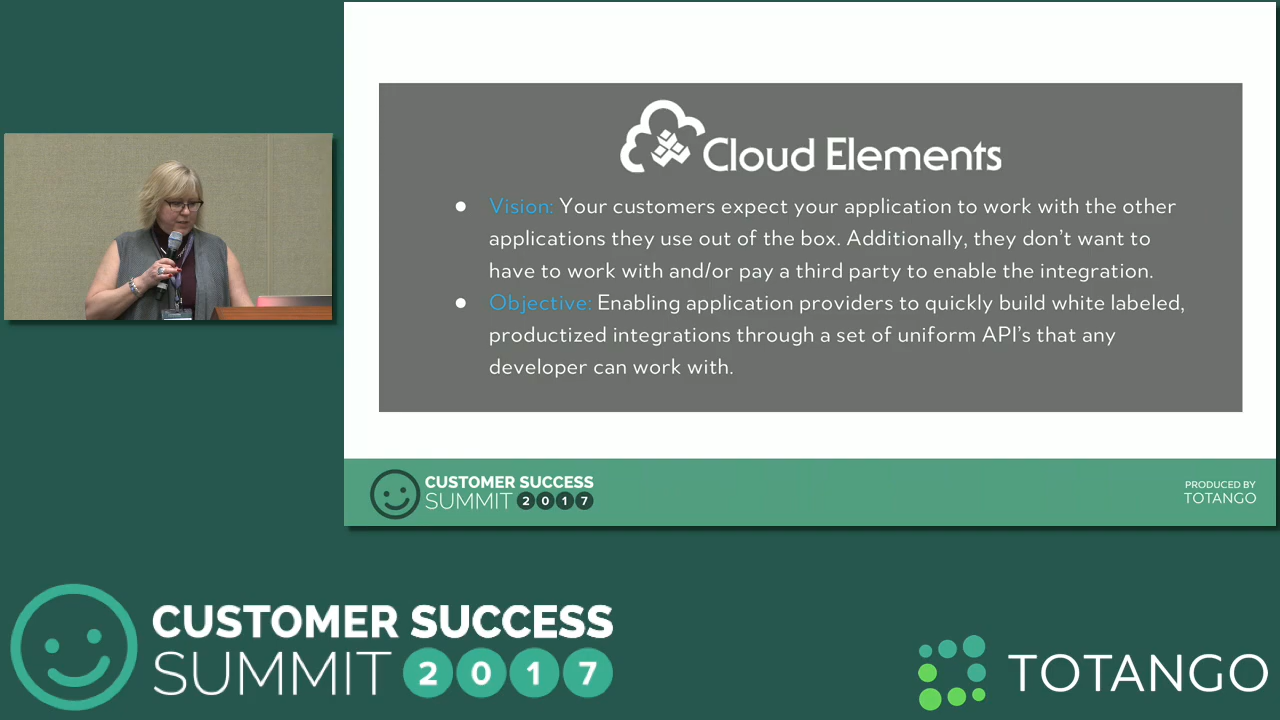 Cloud Elements
● Vision: Your customers expect your application to work with the other
applications they use out of the box. Additionally, they don't want to
have to work with and/or pay a third party to enable the integration.
● Objective: Enabling application providers to quickly build white labeled,
productized integrations through a set of uniform API's that any
developer can work with.
CUSTOMER SUCCESS
SUMMIT 2017
PRODUCED BY
TOTANGO
CUSTOMER SUCCESS
SUMMIT 2017
TOTANGO